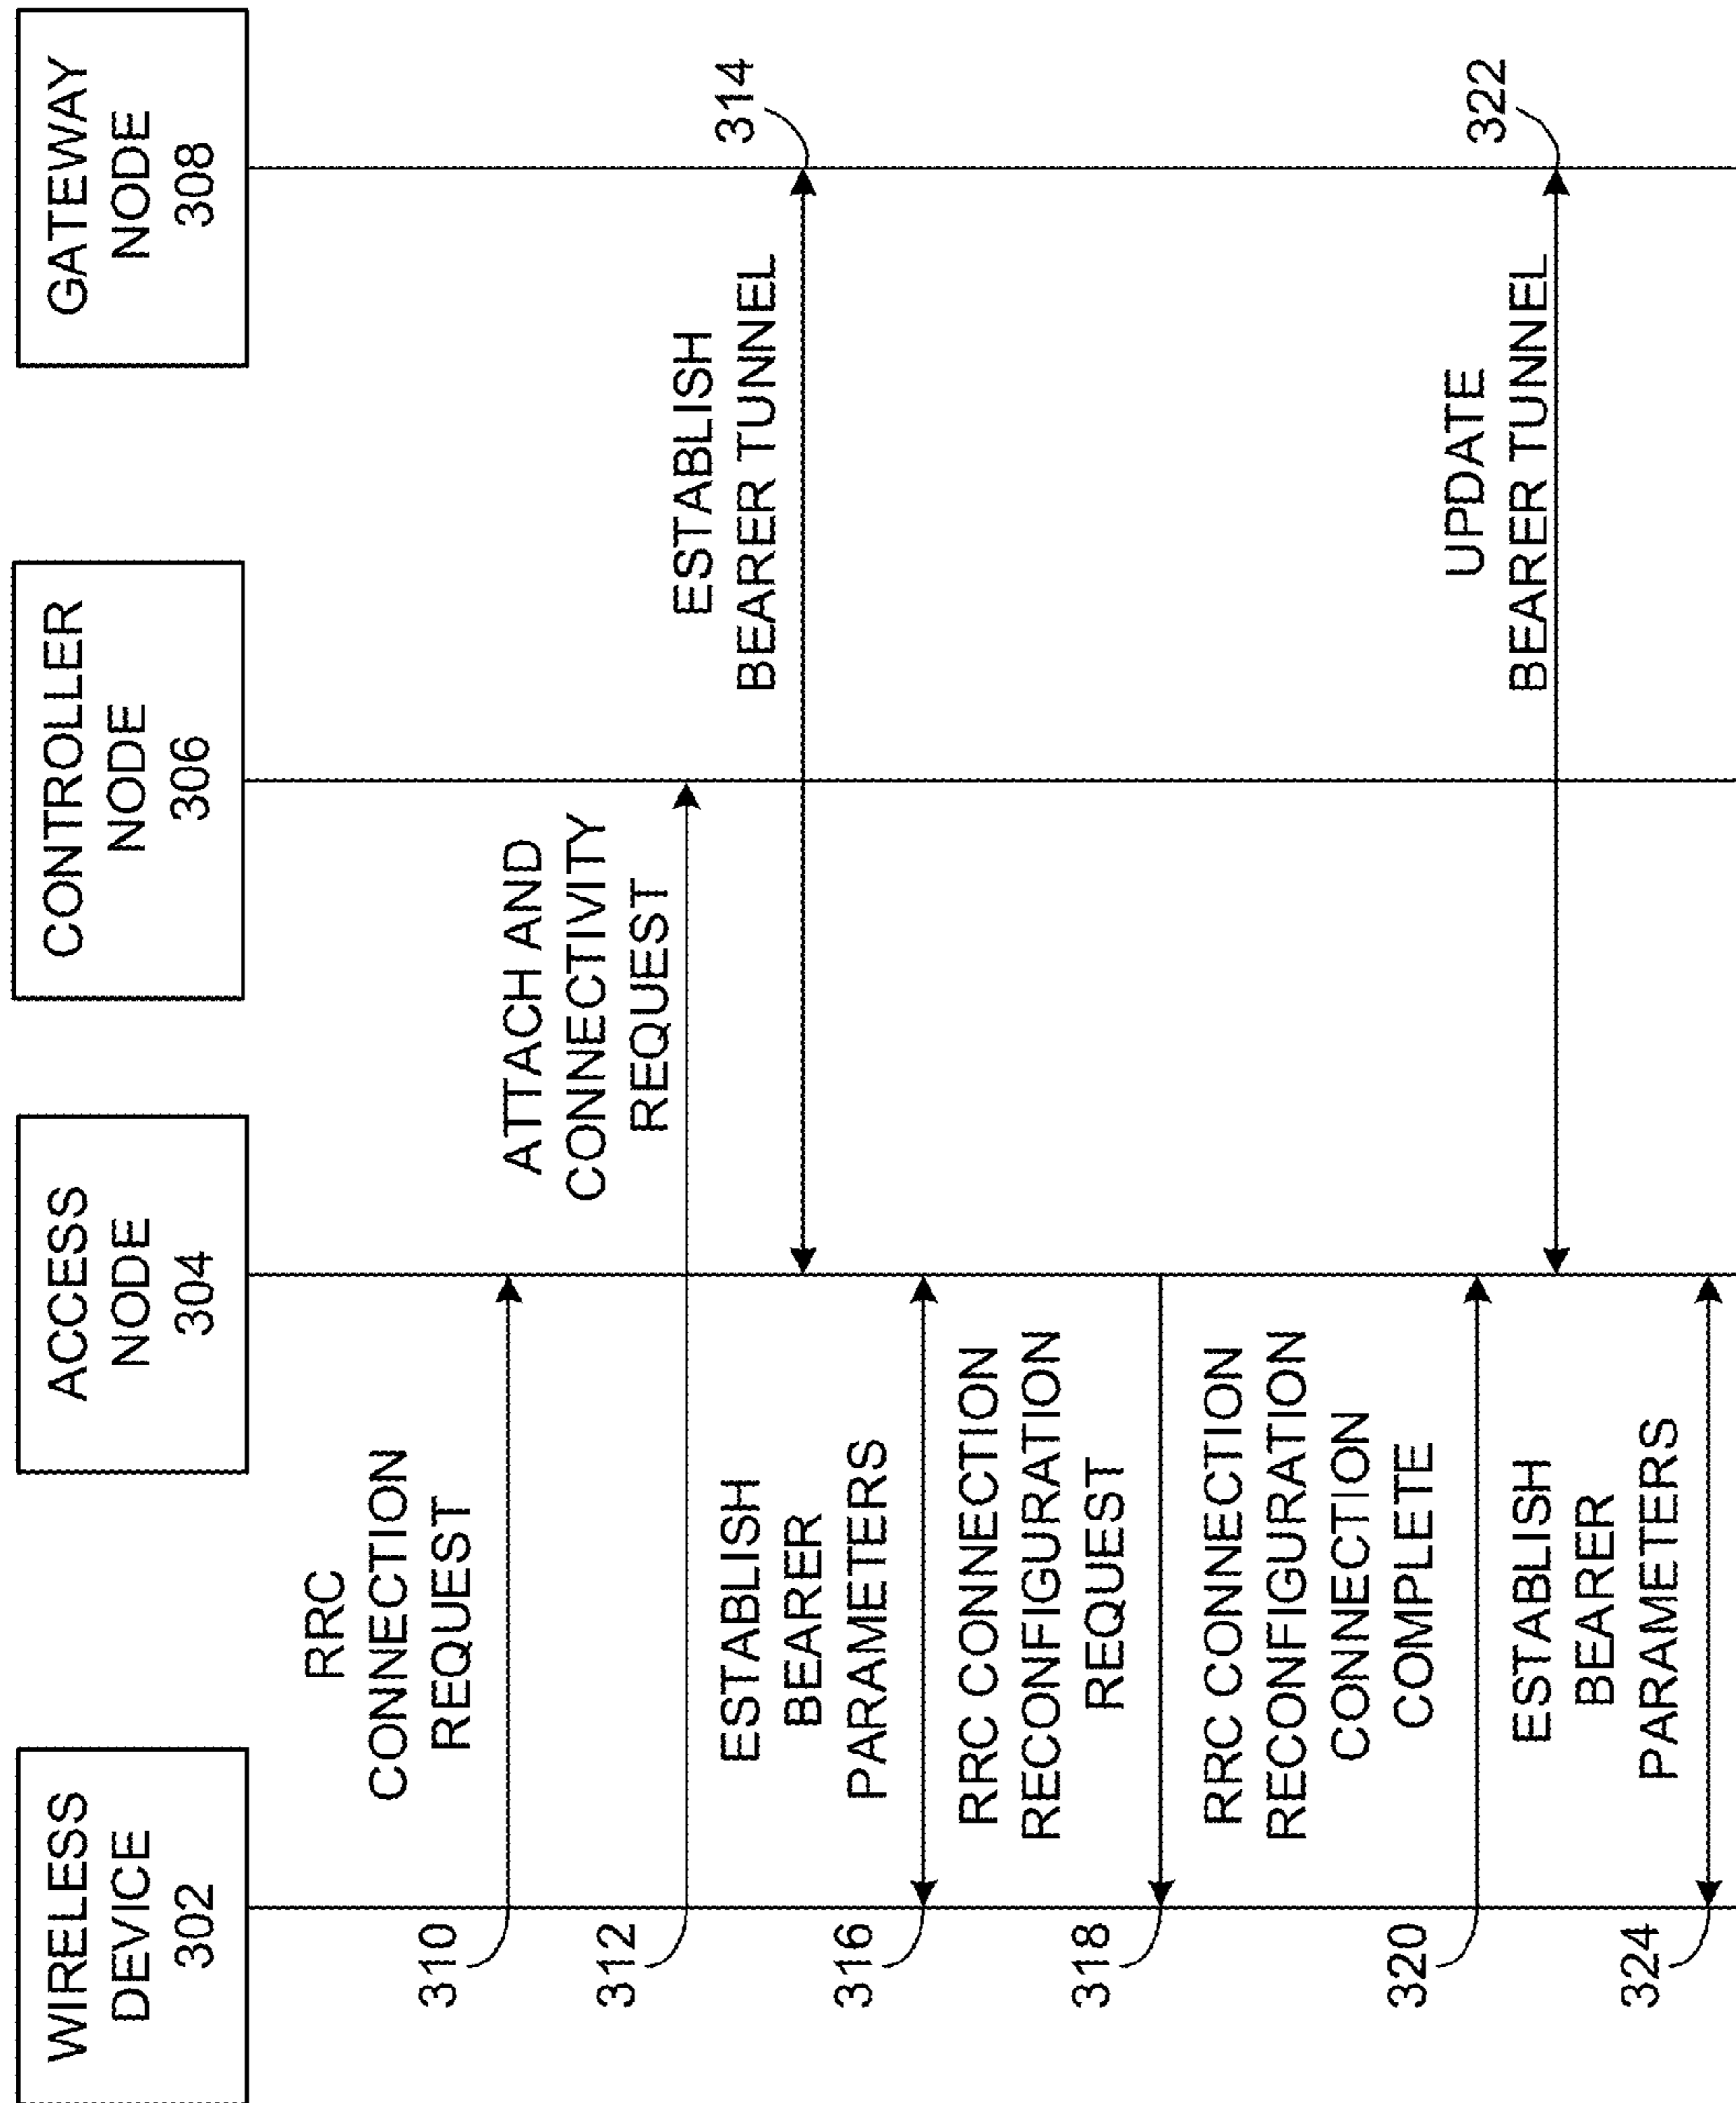 WIRELESS
DEVICE
302
ACCESS
NODE
304
CONTROLLER
NODE
306
GATEWAY
NODE
308
310
RRC
CONNECTION
REQUEST
312
ATTACH AND
CONNECTIVITY
REQUEST
ESTABLISH
BEARER TUNNEL
314
316
ESTABLISH
BEARER
PARAMETERS
318
RRC CONNECTION
RECONFIGURATION
REQUEST
320
RRC CONNECTION
RECONFIGURATION
CONNECTION
COMPLETE
UPDATE
BEARER TUNNEL
322
324
ESTABLISH
BEARER
PARAMETERS